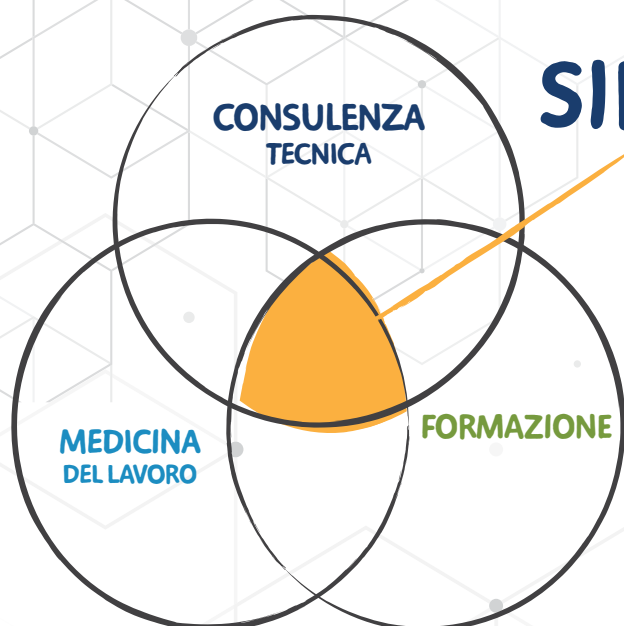 CONSULENZA
TECNICA
MEDICINA
DEL LAVORO
FORMAZIONE